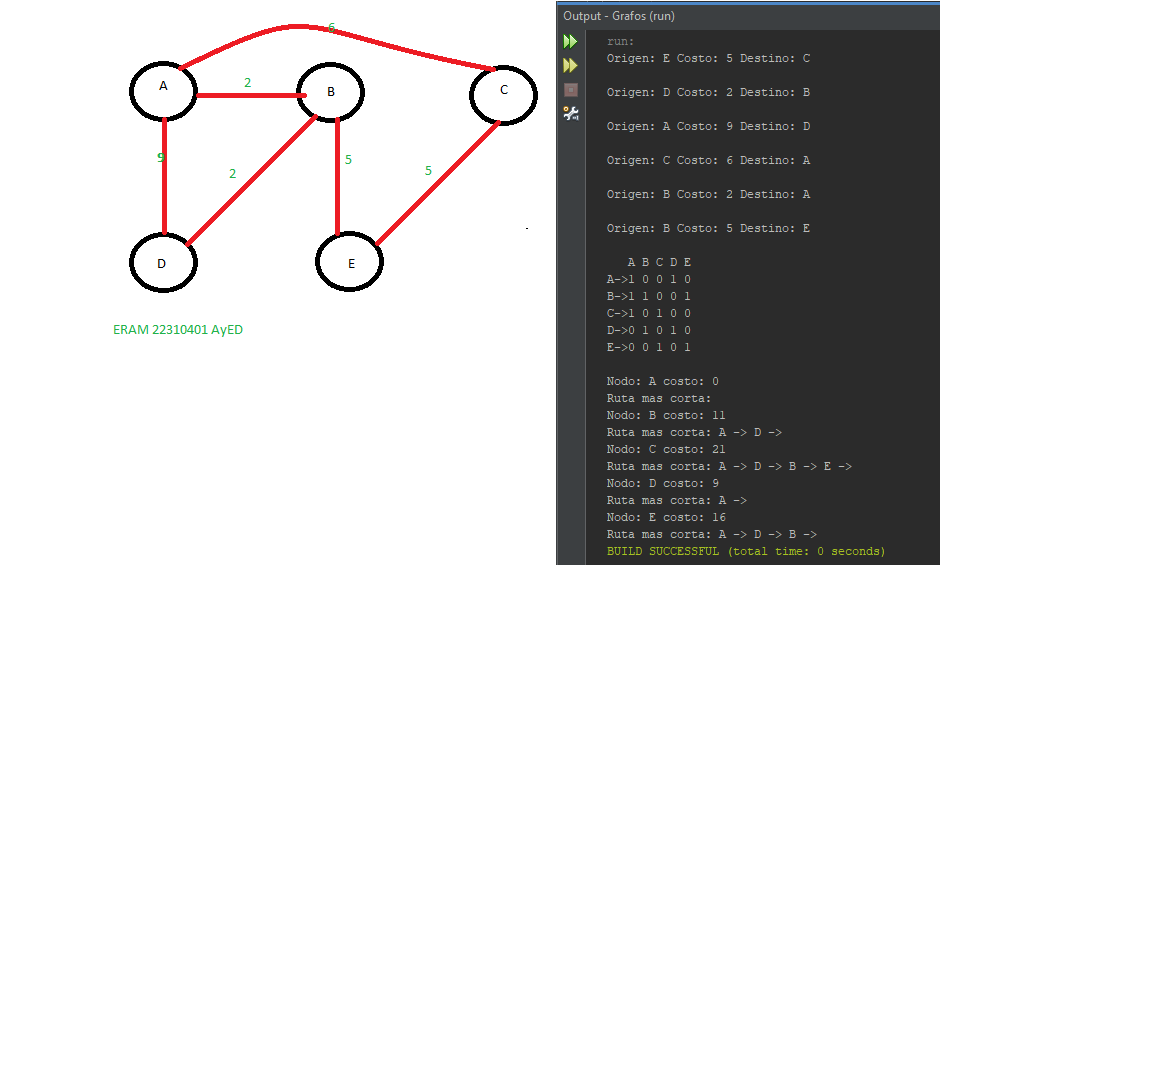 6
A
2
B
C
9
2
5
5
D
E
ERAM 22310401 AyED
Output - Grafos (run)
run:
Origen: E Costo: 5 Destino: C
Origen: D Costo: 2 Destino: B
Origen: A Costo: 9 Destino: D
Origen: C Costo: 6 Destino: A
Origen: B Costo: 2 Destino: A
Origen: B Costo: 5 Destino: E
A B C D E
A->1 0 0 1 0
B->1 1 0 0 1
C->1 0 1 0 0
D->0 1 0 1 0
E->0 0 1 0 1
Nodo: A costo: 0
Ruta mas corta:
Nodo: B costo: 11
Ruta mas corta: A -> D ->
Nodo: C costo: 21
Ruta mas corta: A -> D -> B -> E ->
Nodo: D costo: 9
Ruta mas corta: A ->
Nodo: E costo: 16
Ruta mas corta: A -> D -> B ->
BUILD SUCCESSFUL (total time: 0 seconds)